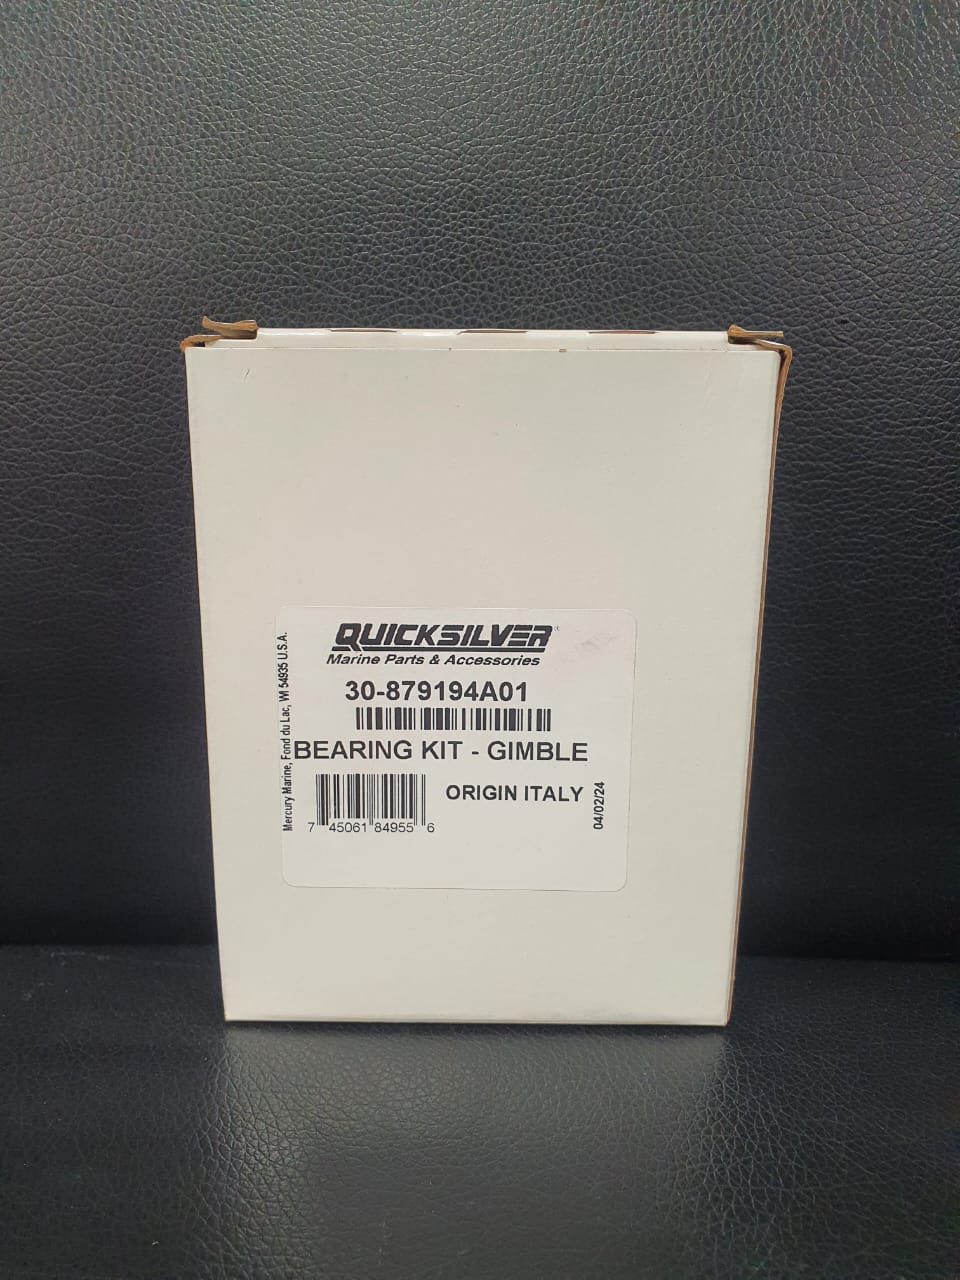 QUICKSILVER®
Marine Parts & Accessories
30-879194A01
BEARING KIT - GIMBLE
ORIGIN ITALY
7 45061 84955 6
04/02/24
Mercury Marine, Fond du Lac, WI 54935 U.S.A.